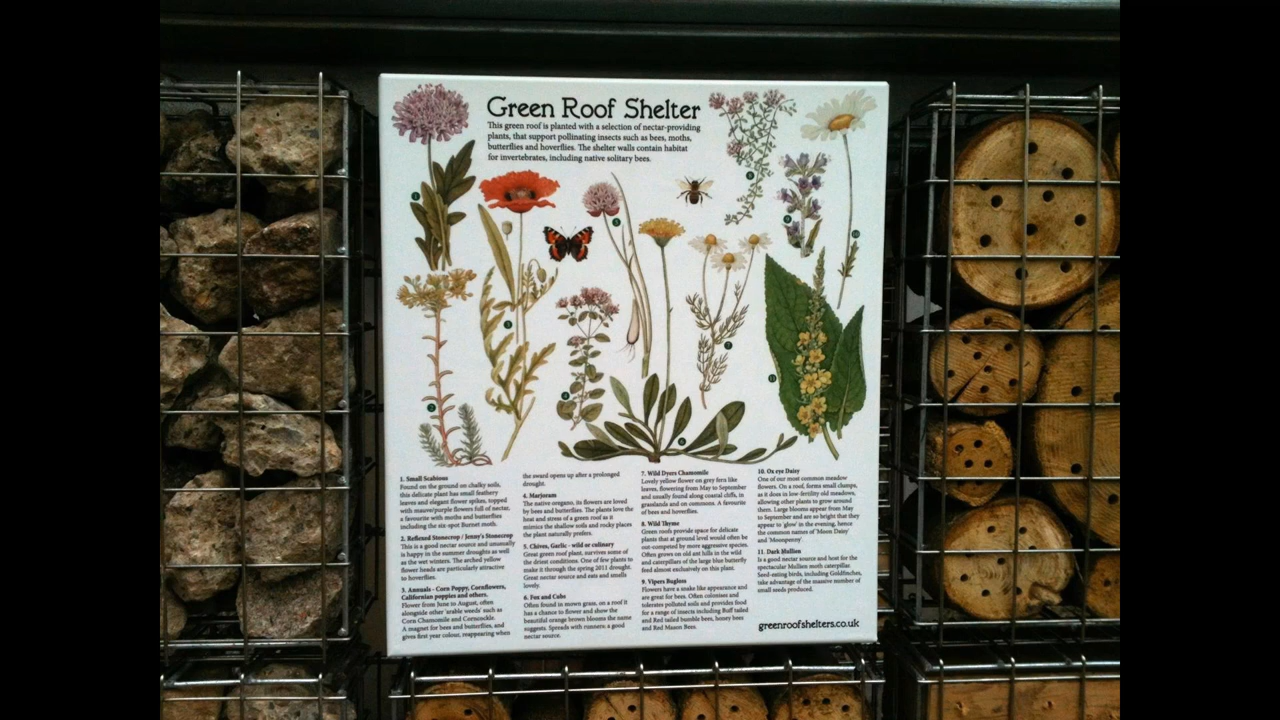 Green Roof Shelter
This green roof is planted with a selection of nectar-providing
plants, that support pollinating insects such as bees, moths,
butterflies and hoverflies. The shelter walls contain habitat
for invertebrates, including native solitary bees.
1. Small Scabious
Found on the ground on chalky soils,
this delicate plant has small feathery
leaves and elegant flower spikes, topped
with mauve/purple flowers full of nectar,
a favourite with moths and butterflies
including the six-spot Burnet moth.
2. Reflexed Stonecrop / Jenny's Stonecrop
This is a good nectar source and unusually
is happy in the summer droughts as well
as the wet winters. The arched yellow
flower heads are particularly attractive
to hoverflies.
3. Annuals - Corn Poppy, Cornflowers,
Californian poppies and others.
Flower from June to August, often
alongside other 'arable weeds' such as
Corn Chamomile and Corncockle.
A magnet for bees and butterflies, and
gives first year colour, reappearing when
the sward opens up after a prolonged
drought.
4. Marjoram
The native oregano, its flowers are loved
by bees and butterflies. The plants love the
heat and stress of a green roof as it
mimics the shallow soils and rocky places
the plant naturally prefers.
5. Chives, Garlic - wild or culinary
Great green roof plant, survives some of
the driest conditions. One of few plants to
make it through the spring 2011 drought.
Great nectar source and eats and smells
lovely.
6. Fox and Cubs
Often found in mown grass, on a roof it
has a chance to flower and show the
beautiful orange brown blooms the name
suggests. Spreads with runners: a good
nectar source.
7. Wild Dyers Chamomile
Lovely yellow flower on grey fern like
leaves, flowering from May to September
and usually found along coastal cliffs, in
grasslands and on commons. A favourite
of bees and hoverflies.
8. Wild Thyme
Green roofs provide space for delicate
plants that at ground level would often be
out-competed by more aggressive species.
Often grows on old ant hills in the wild
and caterpillars of the large blue butterfly
feed almost exclusively on this plant.
9. Vipers Bugloss
Flowers have a snake like appearance and
are great for bees. Often colonises and
tolerates polluted soils and provides food
for a range of insects including Buff tailed
and Red tailed bumble bees, honey bees
and Red Mason Bees.
10. Ox eye Daisy
One of our most common meadow
flowers. On a roof, forms small clumps,
as it does in low-fertility old meadows,
allowing other plants to grow around
them. Large blooms appear from May
to September and are so bright that they
appear to 'glow' in the evening, hence
the common names of 'Moon Daisy'
and 'Moonpenny'.
11. Dark Mullien
Is a good nectar source and host for the
spectacular Mullien moth caterpillar.
Seed-eating birds, including Goldfinches,
take advantage of the massive number of
small seeds produced.
greenroofshelters.co.uk